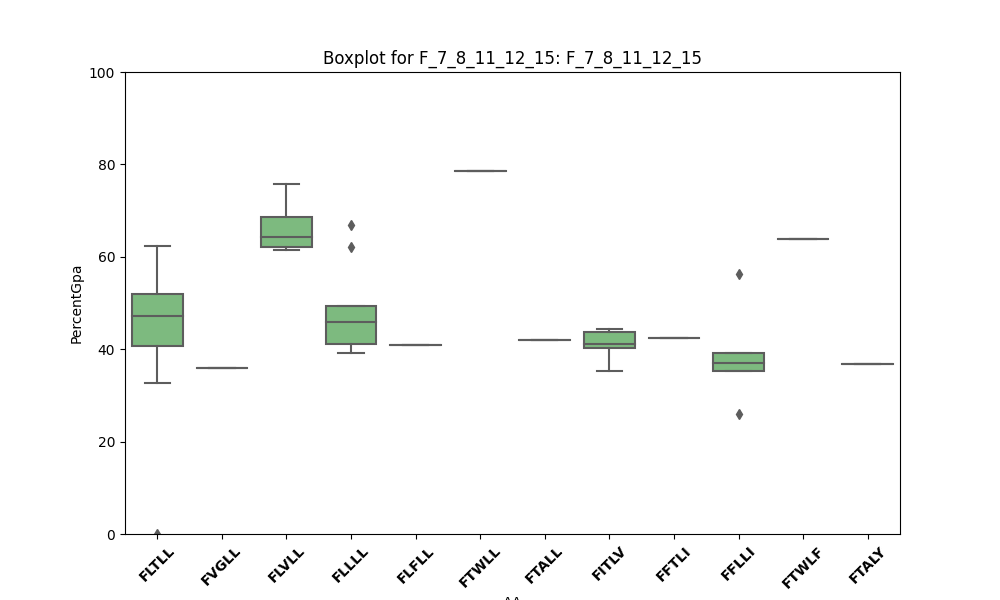 Boxplot for F_7_8_11_12_15: F_7_8_11_12_15
PercentGpa
100
80
60
40
20
0
FLTLL
FVGLL
FLVLL
FLLLL
FLFLL
FTWLL
FTALL
FITLV
FFTLI
FFLLI
FTWLF
FTALY